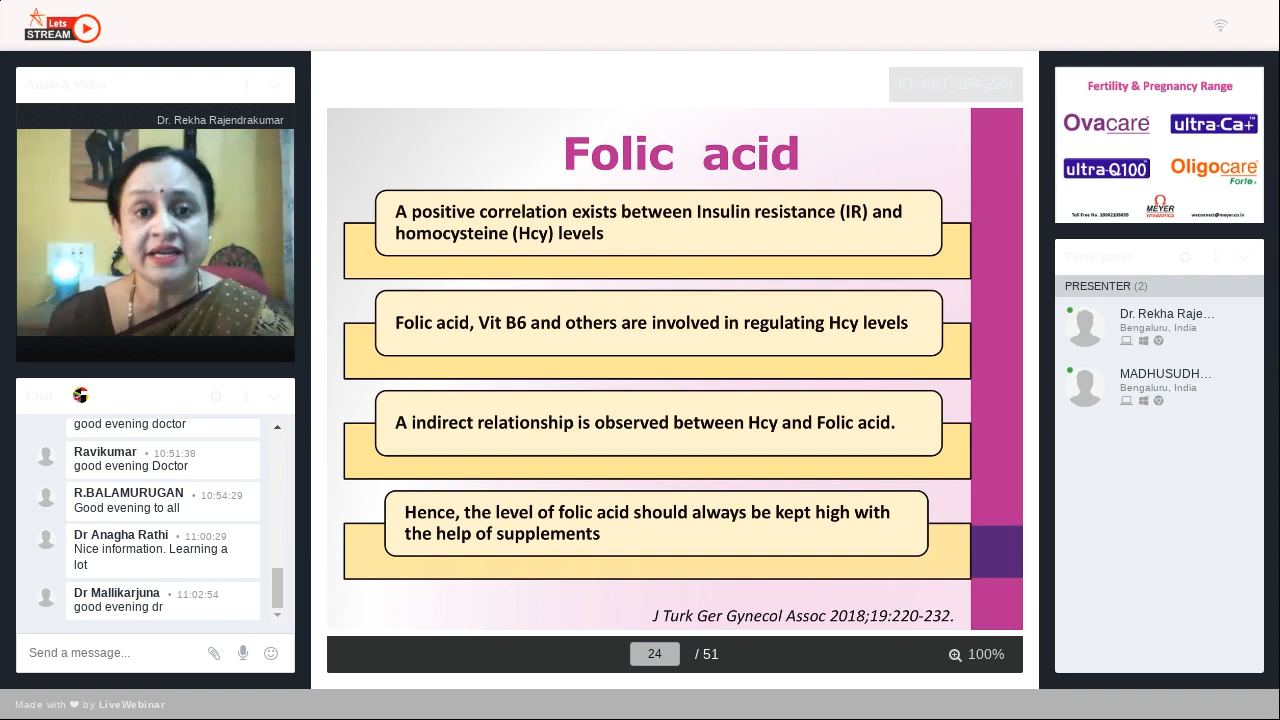 Lets
STREAM
Audio & Video
Dr. Rekha Rajendrakumar
Chat
good evening doctor
Ravikumar • 10:51:38
good evening Doctor
R.BALAMURUGAN • 10:54:29
Good evening to all
Dr Anagha Rathi • 11:00:29
Nice information. Learning a
lot
Dr Mallikarjuna • 11:02:54
good evening dr
Send a message...
Folic acid
A positive correlation exists between Insulin resistance (IR) and
homocysteine (Hcy) levels
Folic acid, Vit B6 and others are involved in regulating Hcy levels
A indirect relationship is observed between Hcy and Folic acid.
Hence, the level of folic acid should always be kept high with
the help of supplements
J Turk Ger Gynecol Assoc 2018;19:220-232.
24 / 51
100%
Fertility & Pregnancy Range
Ovacare
ultra-Ca+
ultra-Q100
Oligocare
Forte+
MEYER
VITABIOTICS
weconnect@meyer.co.in
Participants
PRESENTER (2)
Dr. Rekha Raje...
Bengaluru, India
MADHUSUDH...
Bengaluru, India
Made with ❤ by LiveWebinar